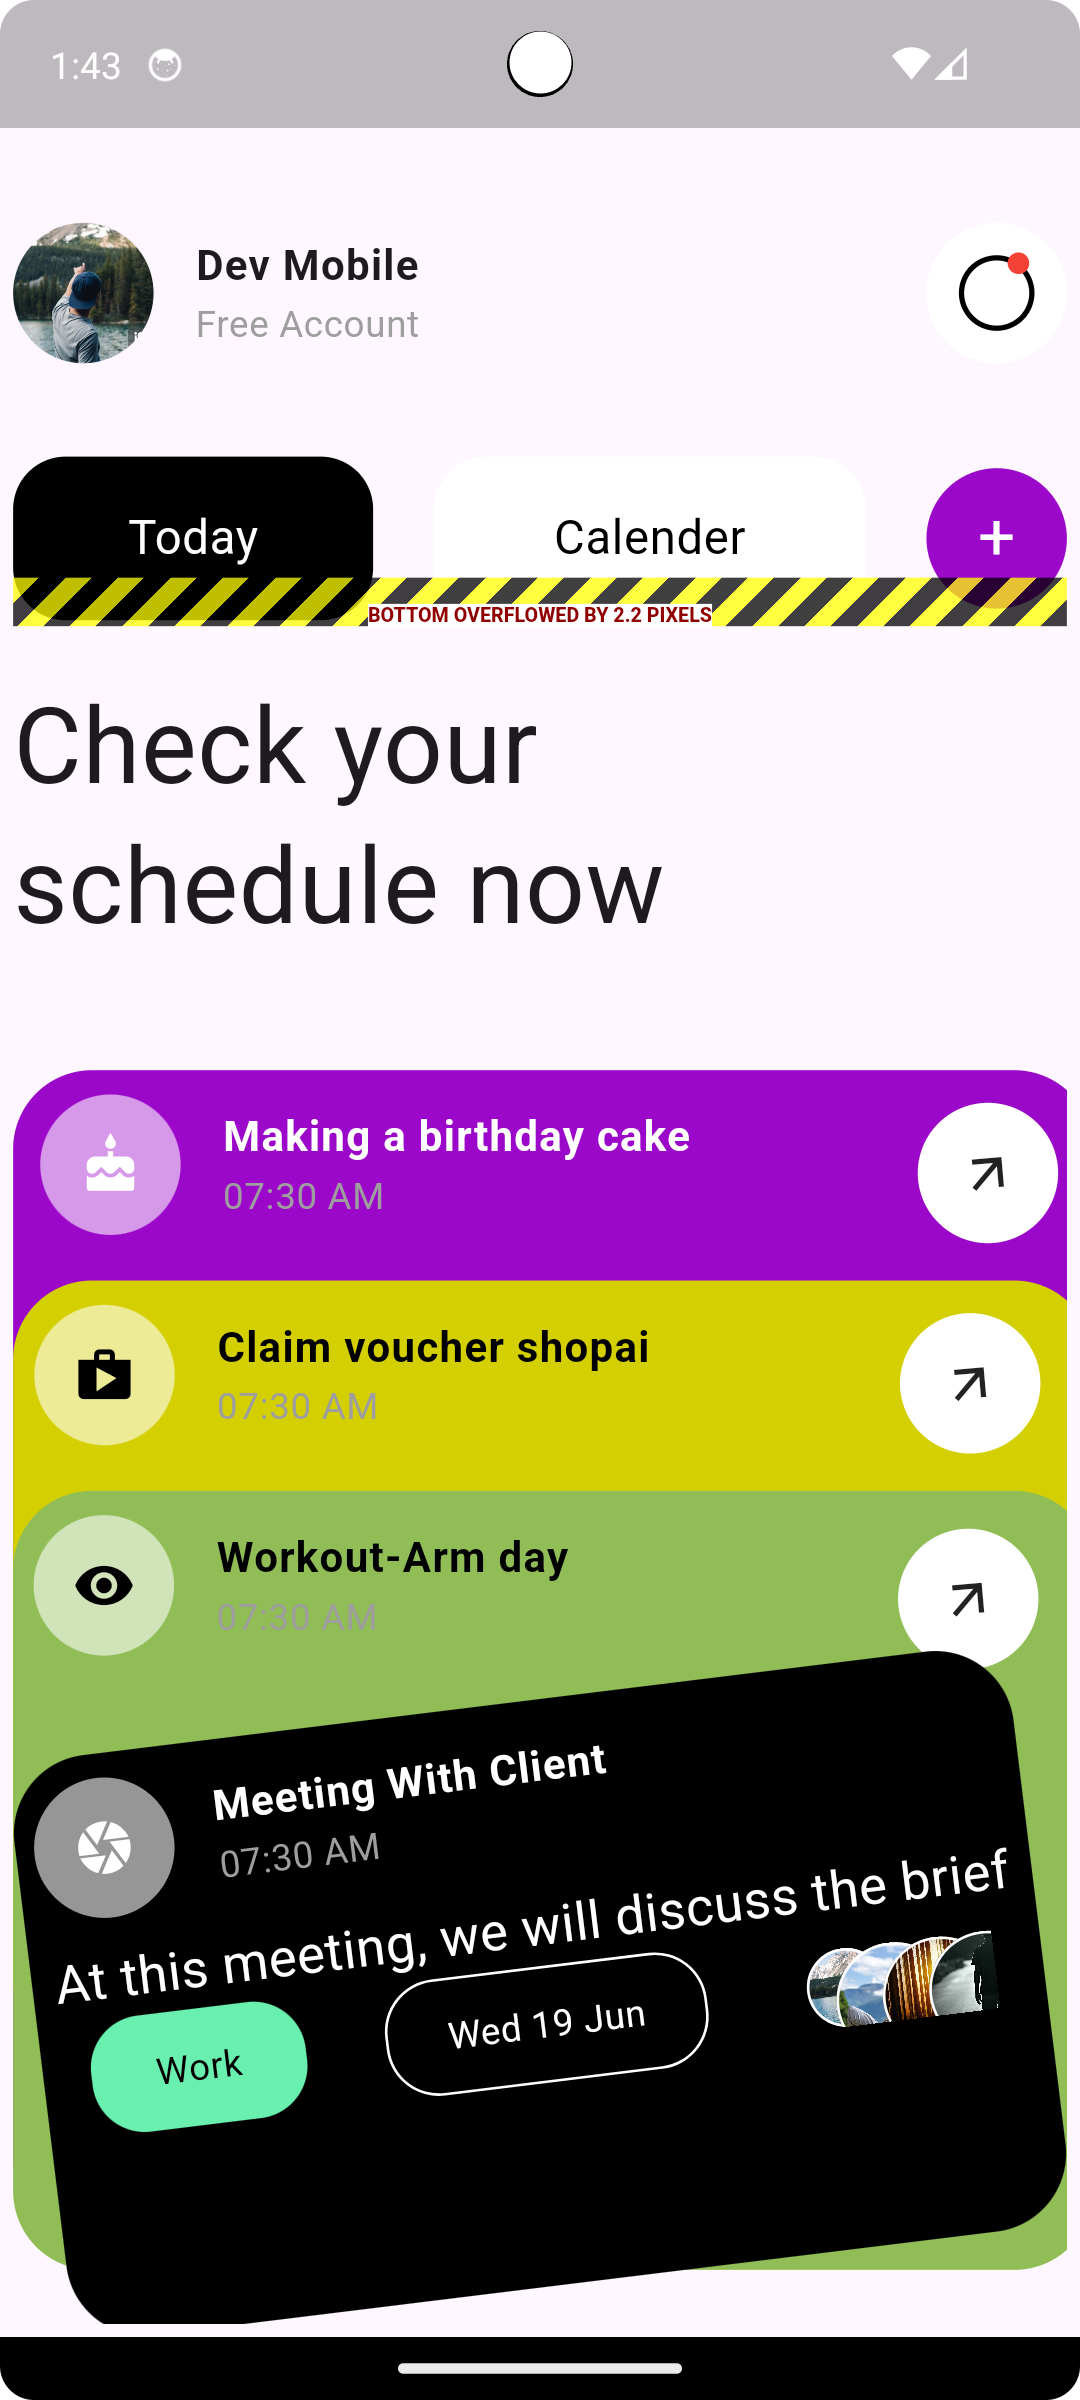 1:43
Dev Mobile
Free Account
Today
Calender
BOTTOM OVERFLOWED BY 2.2 PIXELS
Check your
schedule now
Making a birthday cake
07:30 AM
Claim voucher shopai
07:30 AM
Workout-Arm day
07:30 AM
Meeting With Client
07:30 AM
At this meeting, we will discuss the brief
Work
Wed 19 Jun